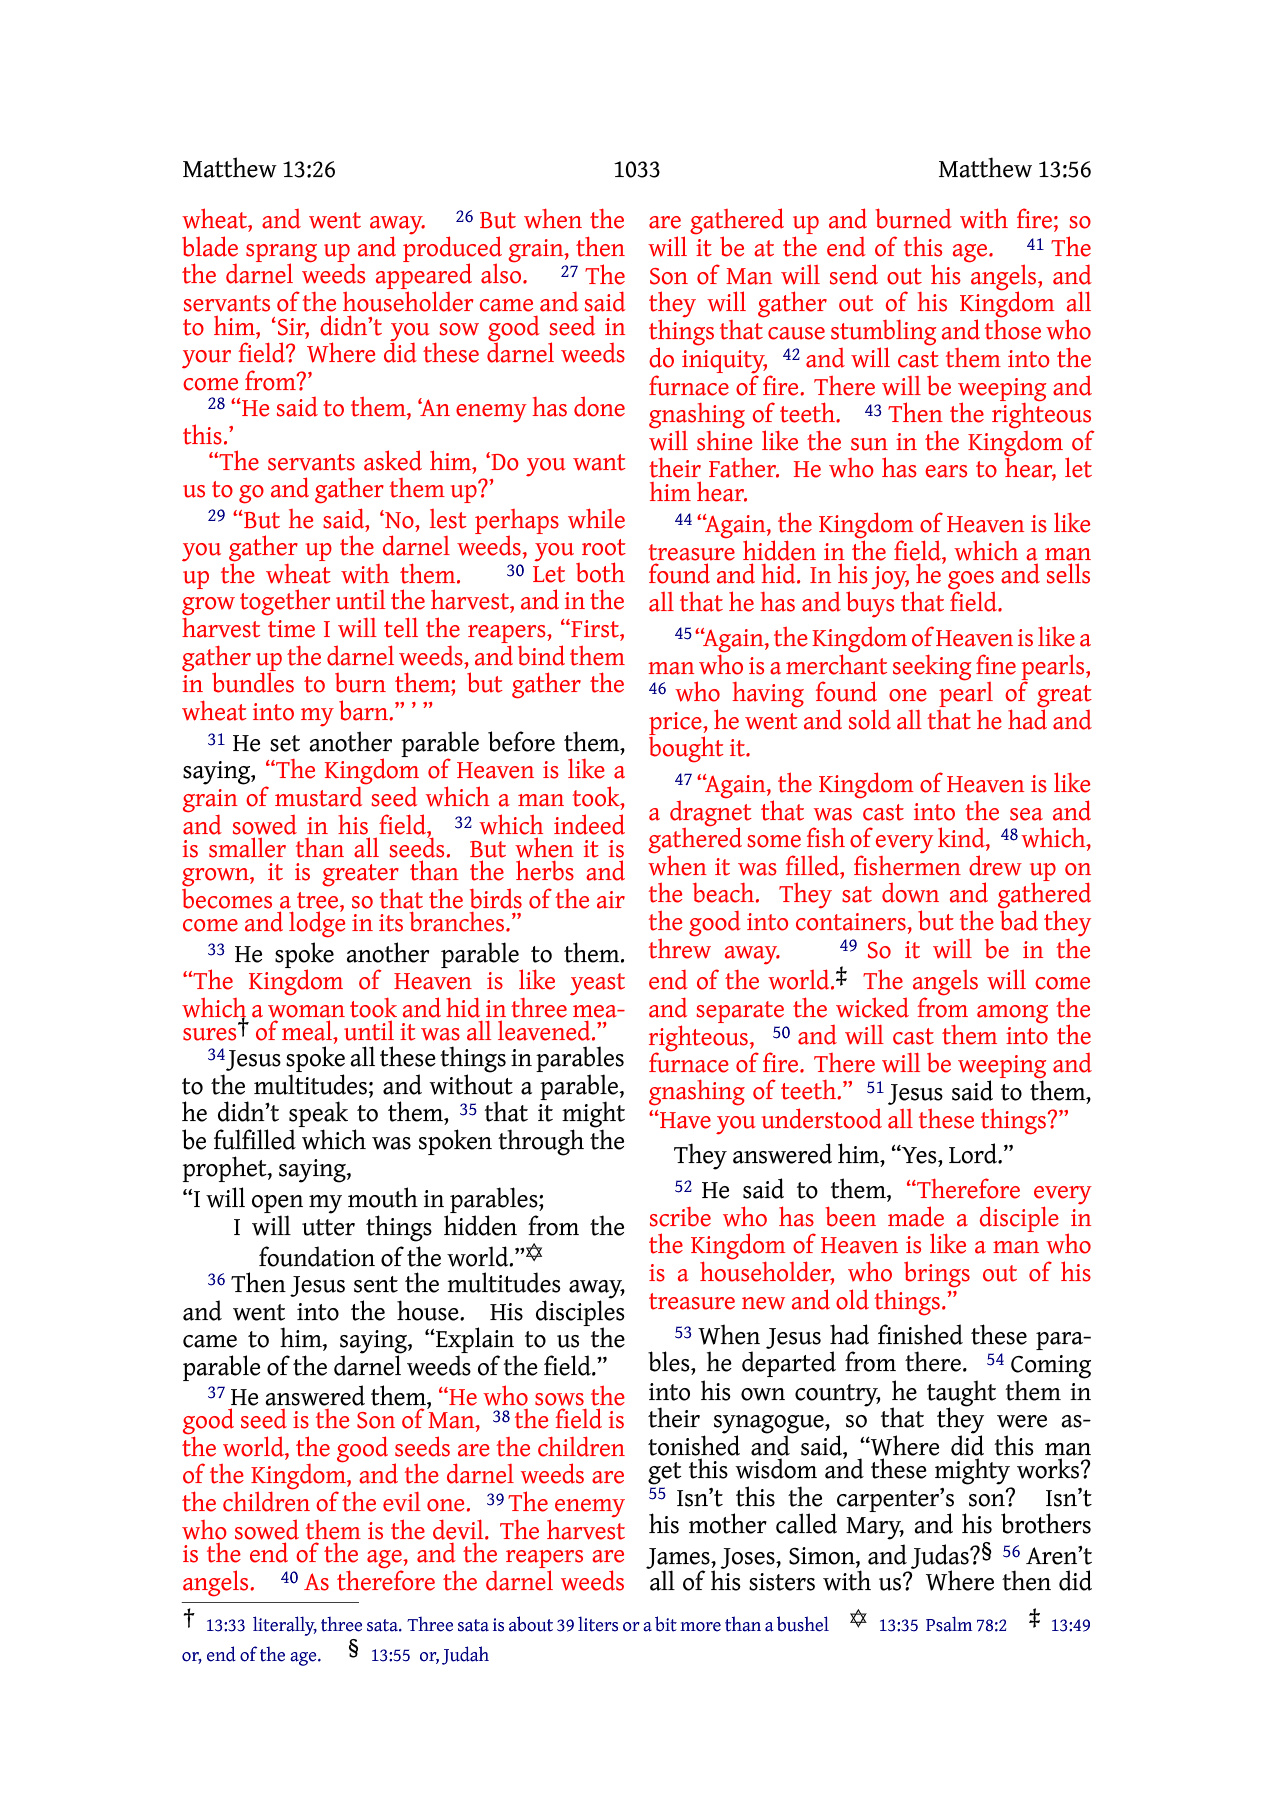 Matthew 13:26 1033 Matthew 13:56
wheat, and went away. 26 But when the
blade sprang up and produced grain, then
the darnel weeds appeared also. 27 The
servants of the householder came and said
to him, ‘Sir, didn’t you sow good seed in
your field? Where did these darnel weeds
come from?’
28 “He said to them, ‘An enemy has done
this.’
“The servants asked him, ‘Do you want
us to go and gather them up?’
29 “But he said, ‘No, lest perhaps while
you gather up the darnel weeds, you root
up the wheat with them. 30 Let both
grow together until the harvest, and in the
harvest time I will tell the reapers, “First,
gather up the darnel weeds, and bind them
in bundles to burn them; but gather the
wheat into my barn.” ’ ”
31 He set another parable before them,
saying, “The Kingdom of Heaven is like a
grain of mustard seed which a man took,
and sowed in his field, 32 which indeed
is smaller than all seeds. But when it is
grown, it is greater than the herbs and
becomes a tree, so that the birds of the air
come and lodge in its branches.”
33 He spoke another parable to them.
“The Kingdom of Heaven is like yeast
which a woman took and hid in three mea-
sures† of meal, until it was all leavened.”
34 Jesus spoke all these things in parables
to the multitudes; and without a parable,
he didn’t speak to them, 35 that it might
be fulfilled which was spoken through the
prophet, saying,
“I will open my mouth in parables;
I will utter things hidden from the
foundation of the world.”✡
36 Then Jesus sent the multitudes away,
and went into the house. His disciples
came to him, saying, “Explain to us the
parable of the darnel weeds of the field.”
37 He answered them, “He who sows the
good seed is the Son of Man, 38 the field is
the world, the good seeds are the children
of the Kingdom, and the darnel weeds are
the children of the evil one. 39 The enemy
who sowed them is the devil. The harvest
is the end of the age, and the reapers are
angels. 40 As therefore the darnel weeds
are gathered up and burned with fire; so
will it be at the end of this age. 41 The
Son of Man will send out his angels, and
they will gather out of his Kingdom all
things that cause stumbling and those who
do iniquity, 42 and will cast them into the
furnace of fire. There will be weeping and
gnashing of teeth. 43 Then the righteous
will shine like the sun in the Kingdom of
their Father. He who has ears to hear, let
him hear.
44 “Again, the Kingdom of Heaven is like
treasure hidden in the field, which a man
found and hid. In his joy, he goes and sells
all that he has and buys that field.
45 “Again, the Kingdom of Heaven is like a
man who is a merchant seeking fine pearls,
46 who having found one pearl of great
price, he went and sold all that he had and
bought it.
47 “Again, the Kingdom of Heaven is like
a dragnet that was cast into the sea and
gathered some fish of every kind, 48 which,
when it was filled, fishermen drew up on
the beach. They sat down and gathered
the good into containers, but the bad they
threw away. 49 So it will be in the
end of the world.‡ The angels will come
and separate the wicked from among the
righteous, 50 and will cast them into the
furnace of fire. There will be weeping and
gnashing of teeth.” 51 Jesus said to them,
“Have you understood all these things?”
They answered him, “Yes, Lord.”
52 He said to them, “Therefore every
scribe who has been made a disciple in
the Kingdom of Heaven is like a man who
is a householder, who brings out of his
treasure new and old things.”
53 When Jesus had finished these para-
bles, he departed from there. 54 Coming
into his own country, he taught them in
their synagogue, so that they were as-
tonished and said, “Where did this man
get this wisdom and these mighty works?
55 Isn’t this the carpenter’s son? Isn’t
his mother called Mary, and his brothers
James, Joses, Simon, and Judas?§ 56 Aren’t
all of his sisters with us? Where then did
† 13:33 literally, three sata. Three sata is about 39 liters or a bit more than a bushel ✡ 13:35 Psalm 78:2 ‡ 13:49
or, end of the age. § 13:55 or, Judah